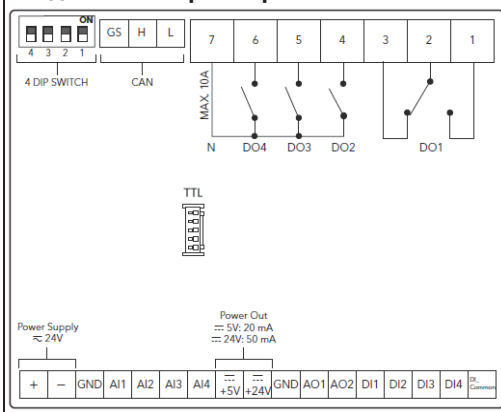 ON
4 3 2 1
4 DIP SWITCH
GS H L
CAN
7 6 5 4 3 2 1
MAX. 10A
N DO4 DO3 DO2 DO1
TTL
Power Supply
⏦ 24V
Power Out
⎓ 5V: 20 mA
⎓ 24V: 50 mA
+ − GND AI1 AI2 AI3 AI4 ⎓ +5V ⎓ +24V GND AO1 AO2 DI1 DI2 DI3 DI4 DI_ Common